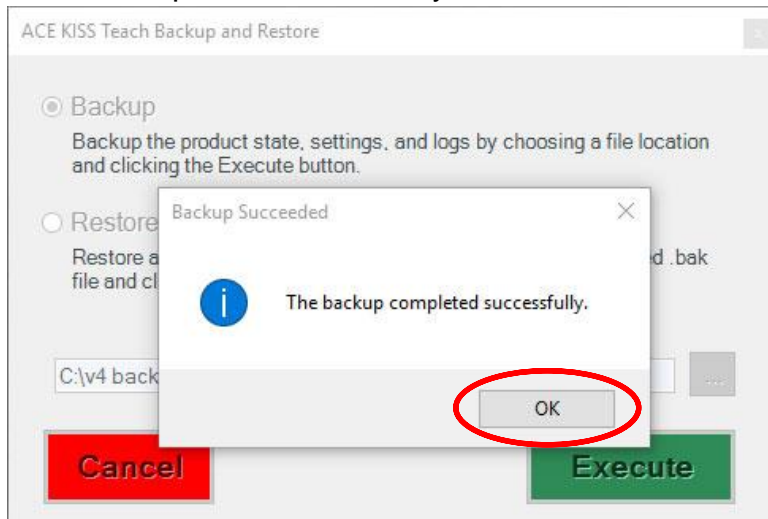 ACE KISS Teach Backup and Restore
Backup
Backup the product state, settings, and logs by choosing a file location
and clicking the Execute button.
Restore
Backup Succeeded
Restore a
.bak
file and cl
The backup completed successfully.
C:\v4 back
...
OK
Cancel
Execute